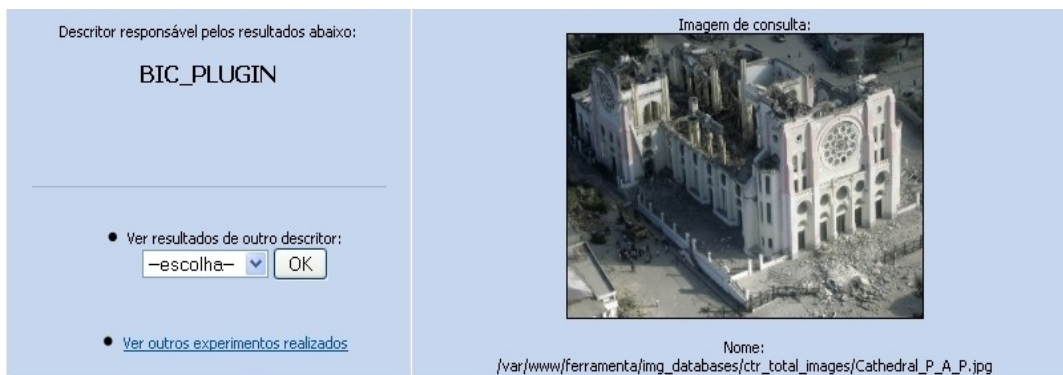 Descritor responsável pelos resultados abaixo:
BIC_PLUGIN
Ver resultados de outro descritor:
–escolha–
OK
Ver outros experimentos realizados
Imagem de consulta:
Nome:
/var/www/ferramenta/img_databases/ctr_total_images/Cathedral_P_A_P.jpg